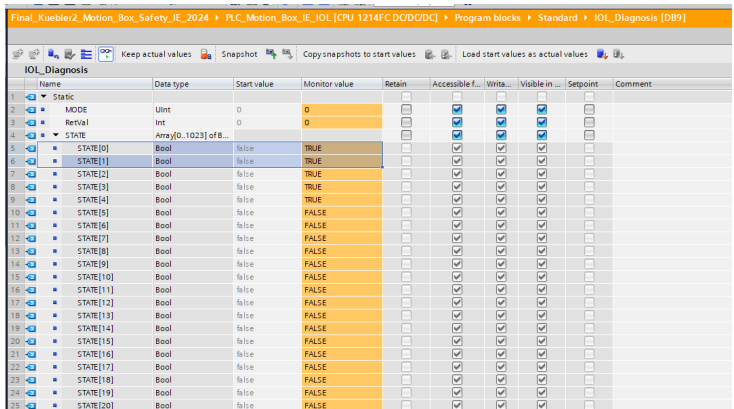 Final_Kuebler2_Motion_Box_Safety_IE_2024 ▸ PLC_Motion_Box_IE_IOL [CPU 1214FC DC/DC/DC] ▸ Program blocks ▸ Standard ▸ IOL_Diagnosis [DB9]
Keep actual values Snapshot Copy snapshots to start values Load start values as actual values
IOL_Diagnosis
Name Data type Start value Monitor value Retain Accessible f... Writa... Visible in ... Setpoint Comment
1 Static
2 MODE UInt 0 0
3 RetVal Int 0 0
4 STATE Array[0..1023] of B...
5 STATE[0] Bool false TRUE
6 STATE[1] Bool false TRUE
7 STATE[2] Bool false TRUE
8 STATE[3] Bool false TRUE
9 STATE[4] Bool false TRUE
10 STATE[5] Bool false FALSE
11 STATE[6] Bool false FALSE
12 STATE[7] Bool false FALSE
13 STATE[8] Bool false FALSE
14 STATE[9] Bool false FALSE
15 STATE[10] Bool false FALSE
16 STATE[11] Bool false FALSE
17 STATE[12] Bool false FALSE
18 STATE[13] Bool false FALSE
19 STATE[14] Bool false FALSE
20 STATE[15] Bool false FALSE
21 STATE[16] Bool false FALSE
22 STATE[17] Bool false FALSE
23 STATE[18] Bool false FALSE
24 STATE[19] Bool false FALSE
25 STATE[20] Bool false FALSE